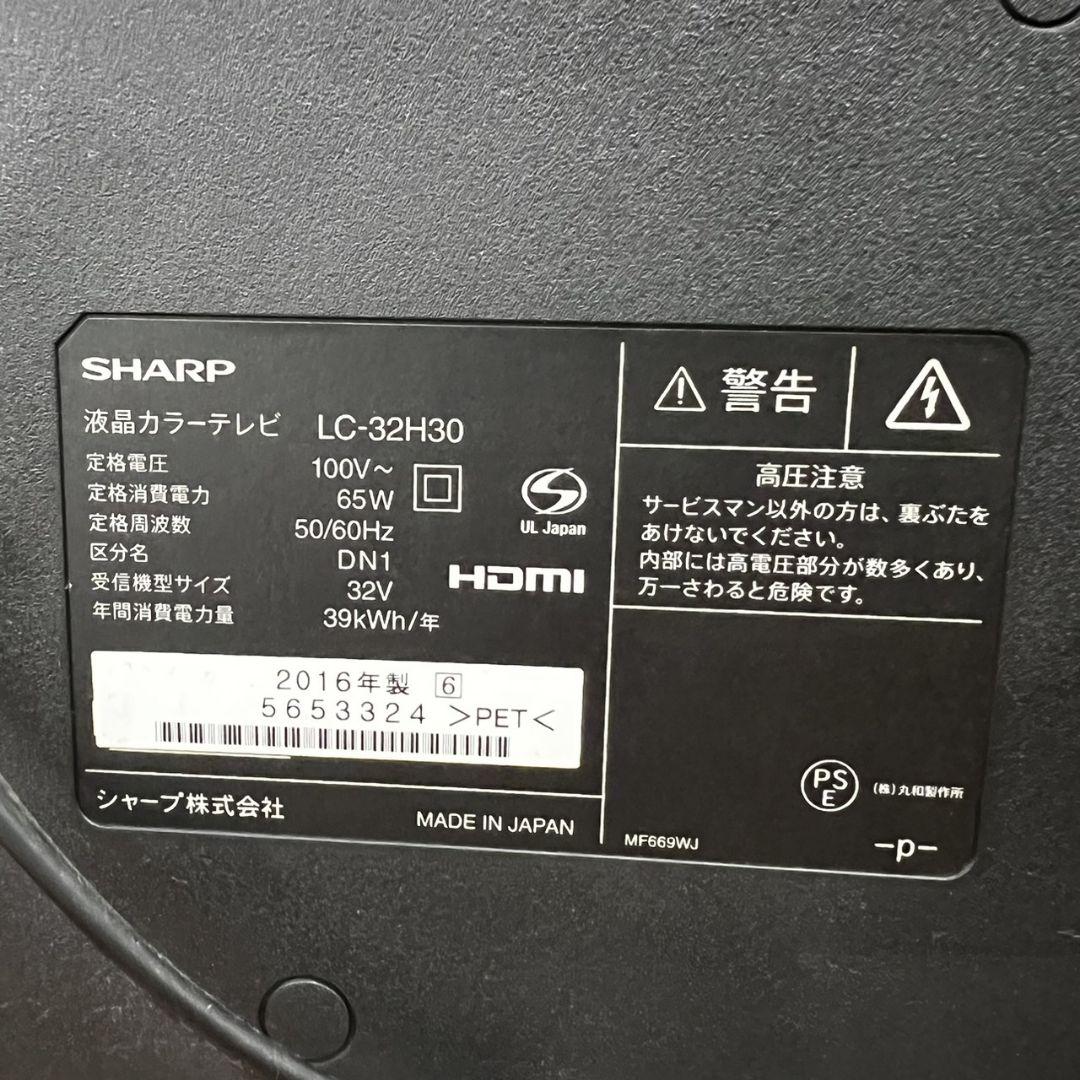 SHARP
液晶カラーテレビ LC-32H30
定格電圧 100V～
定格消費電力 65W
定格周波数 50/60Hz
区分名 DN1
受信機型サイズ 32V
年間消費電力量 39kWh/年
UL Japan
HDMI
2016年製 6
5653324 >PET<
シャープ株式会社
MADE IN JAPAN
警告
高圧注意
サービスマン以外の方は、裏ぶたを
あけないでください。
内部には高電圧部分が数多くあり、
万一さわると危険です。
PS
E
(株)丸和製作所
MF669WJ
-p-